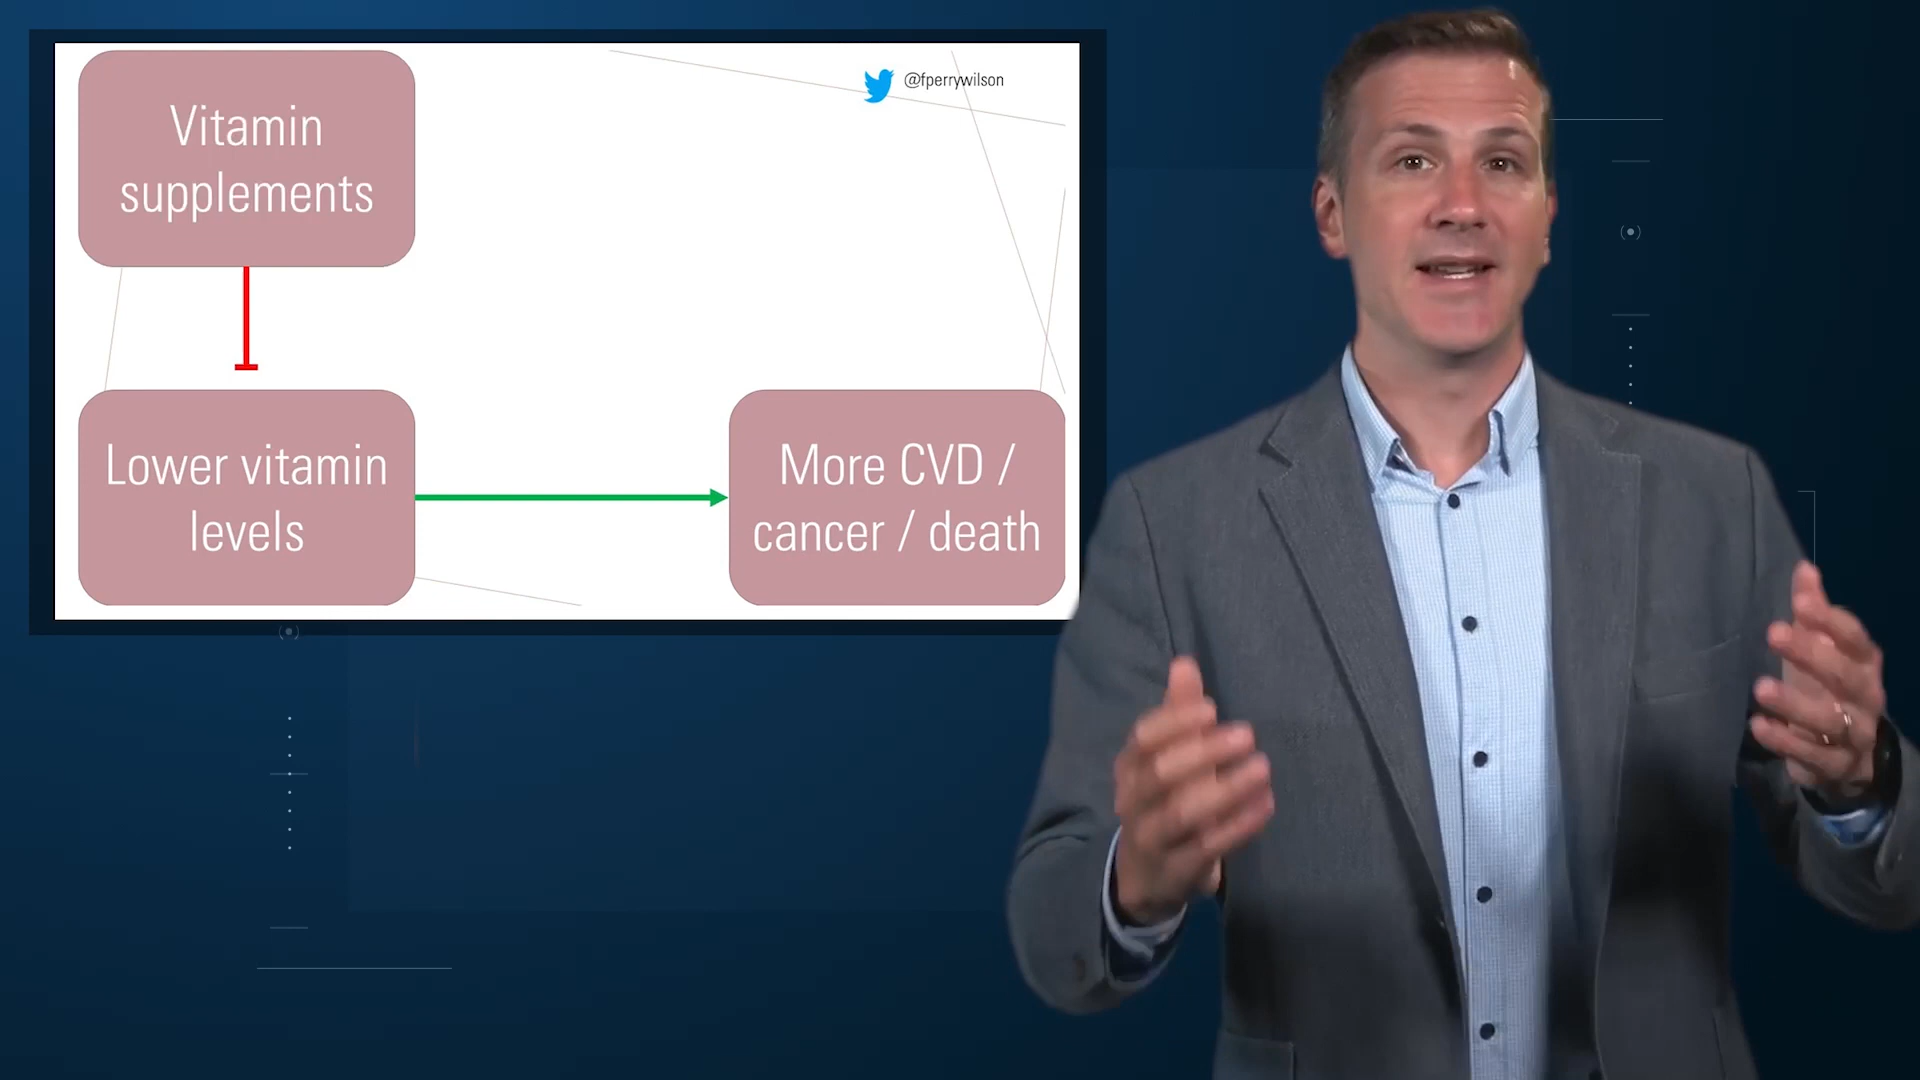 @fperrywilson
Vitamin
supplements
Lower vitamin
levels
More CVD /
cancer / death